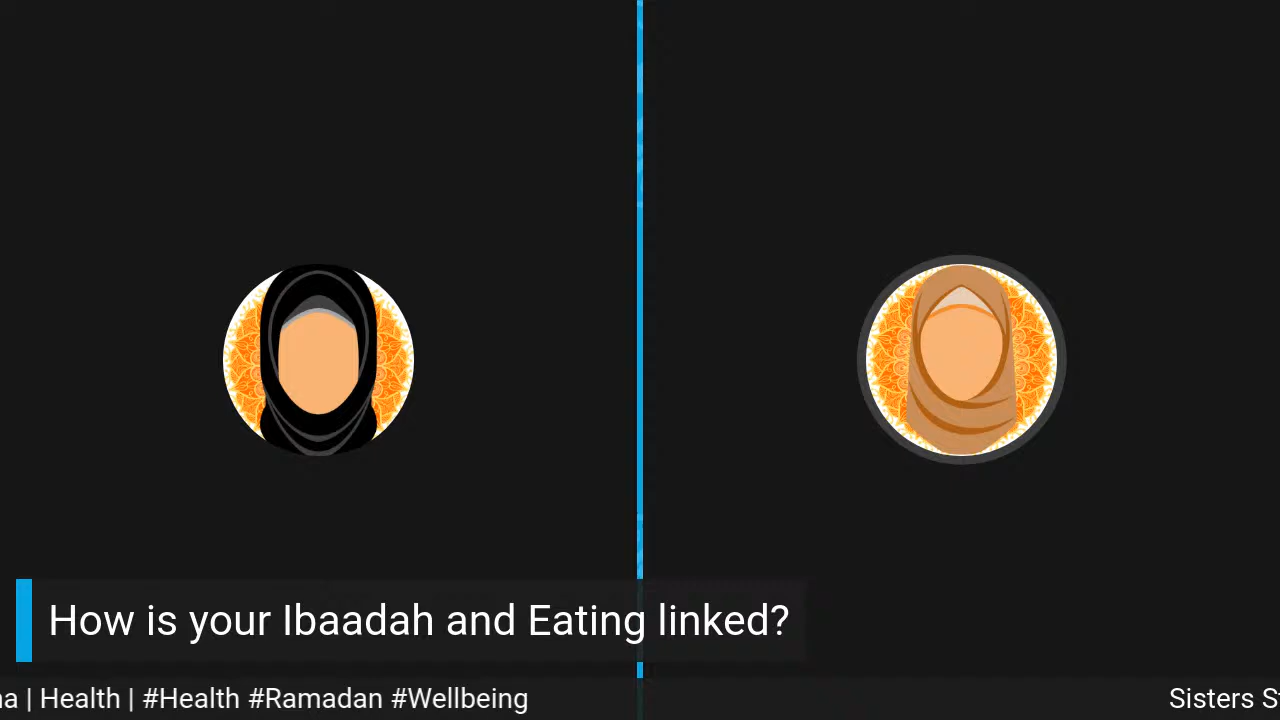 How is your Ibaadah and Eating linked?
| Health | #Health #Ramadan #Wellbeing
Sisters